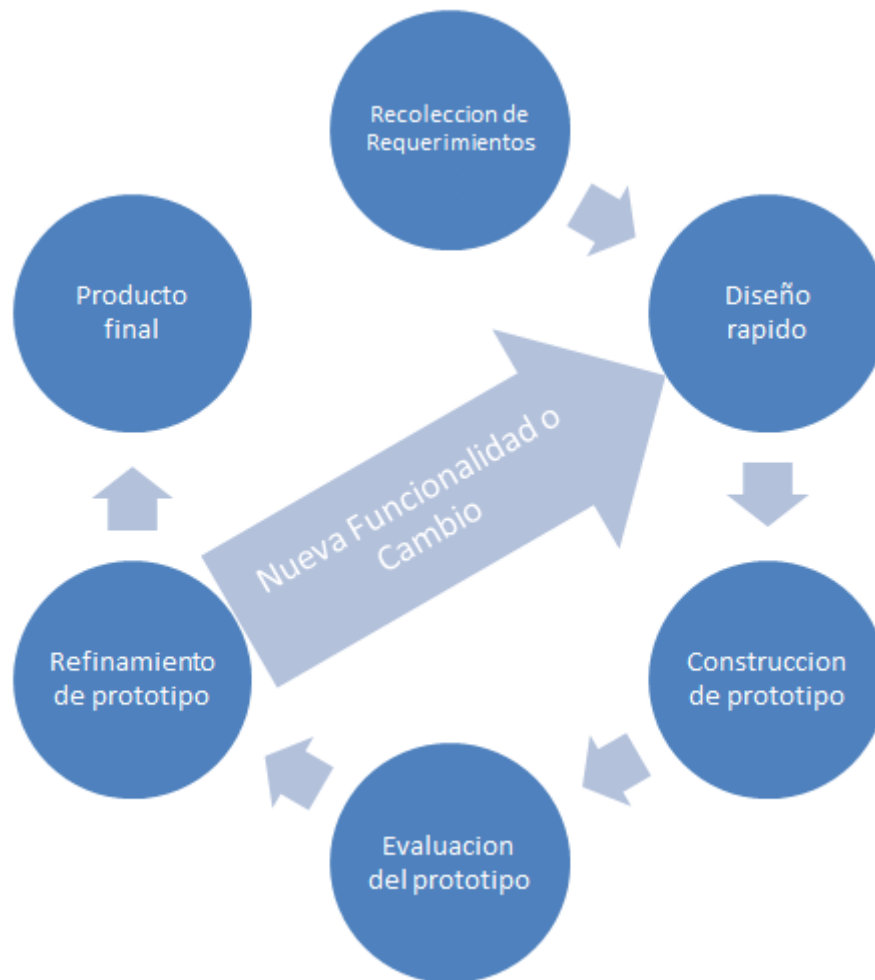 Recoleccion de
Requerimientos
Diseño
rapido
Construccion
de prototipo
Evaluacion
del prototipo
Refinamiento
de prototipo
Producto
final
Nueva Funcionalidad o
Cambio